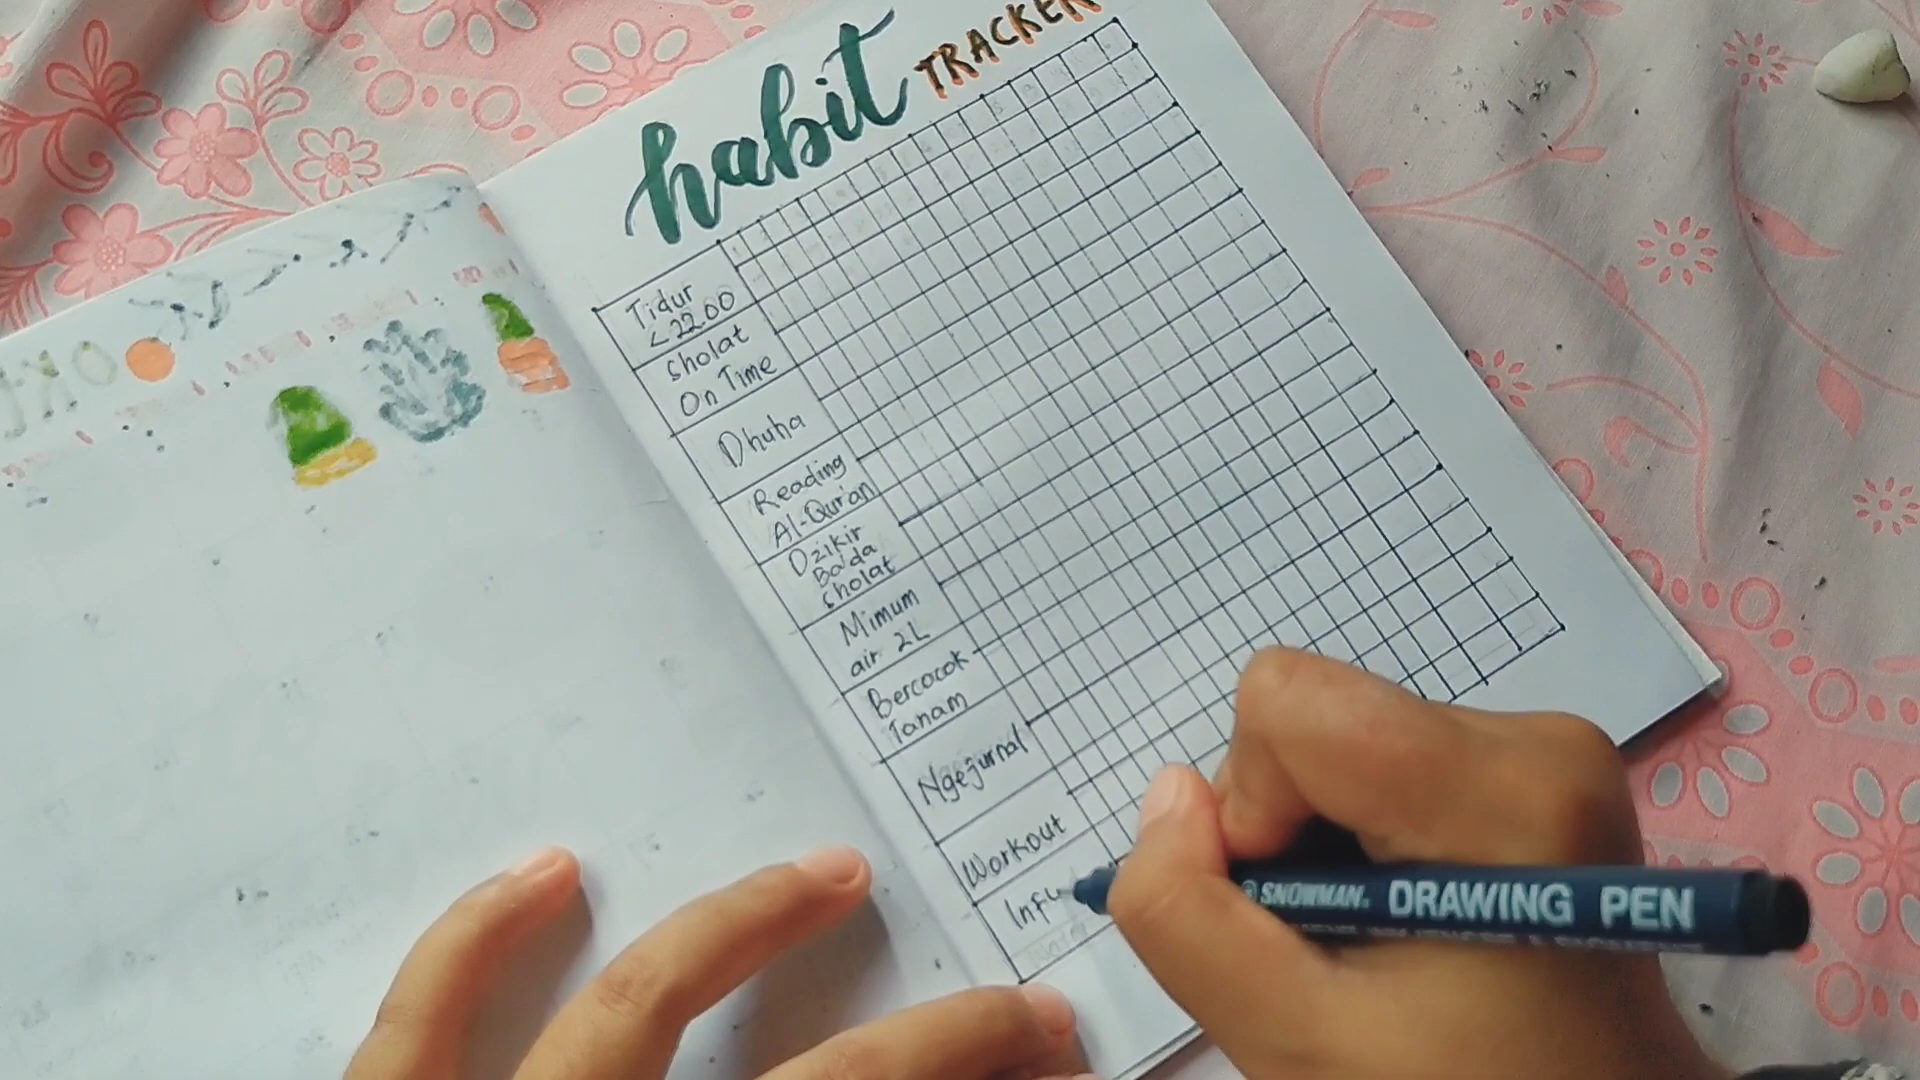 habit TRACKER
Tidur
<22.00
Sholat
On Time
Dhuha
Reading
Al-Qur'an
Dzikir
Ba'da
Sholat
Mimum
air 2L
Bercocok
Tanam
Ngejurnal
Workout
Infu
SNOWMAN. DRAWING PEN